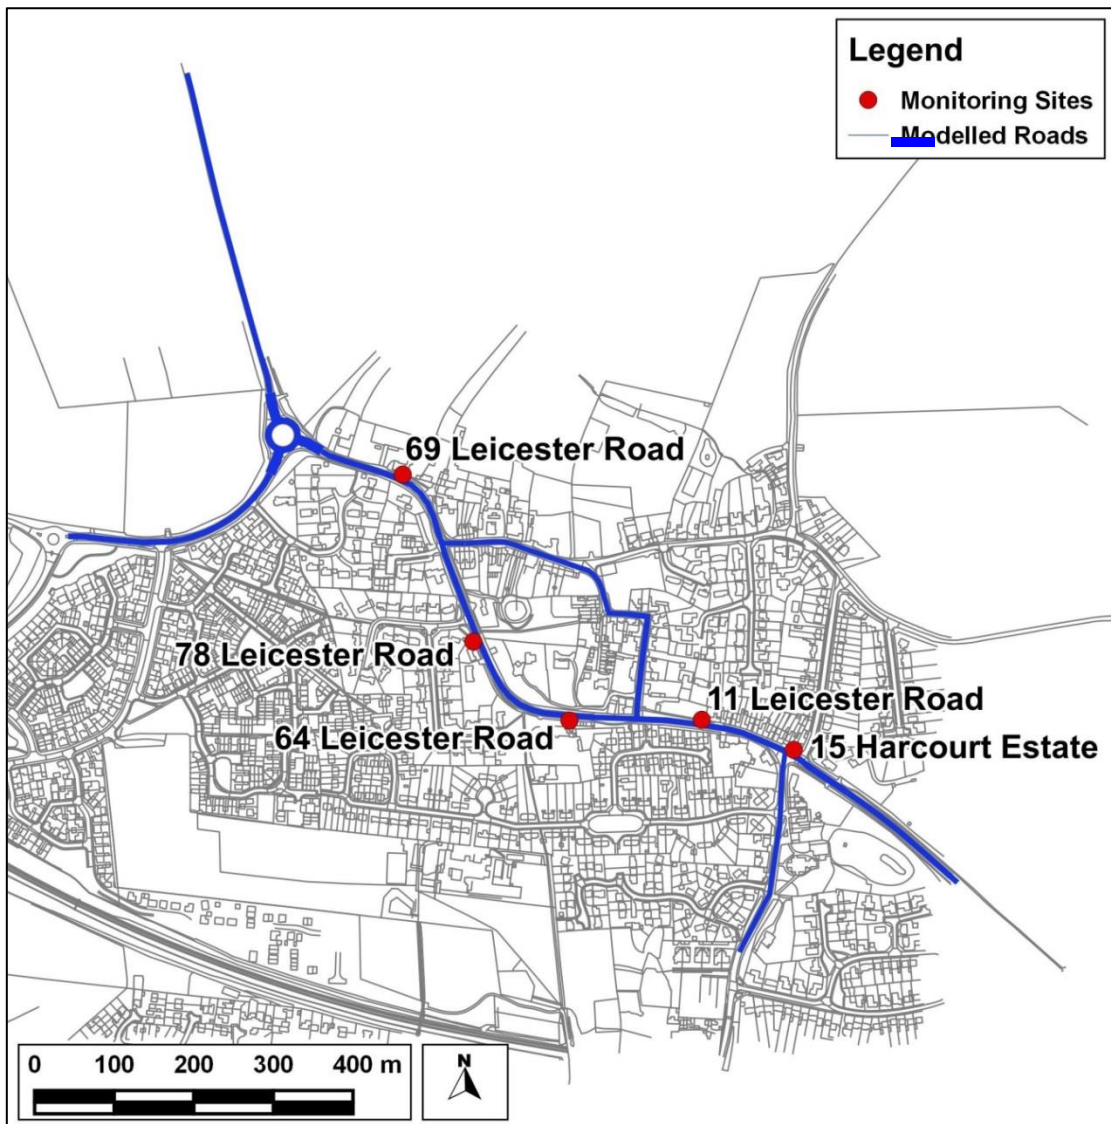 Legend
Monitoring Sites
Modelled Roads
69 Leicester Road
78 Leicester Road
11 Leicester Road
64 Leicester Road
15 Harcourt Estate
0 100 200 300 400 m
N